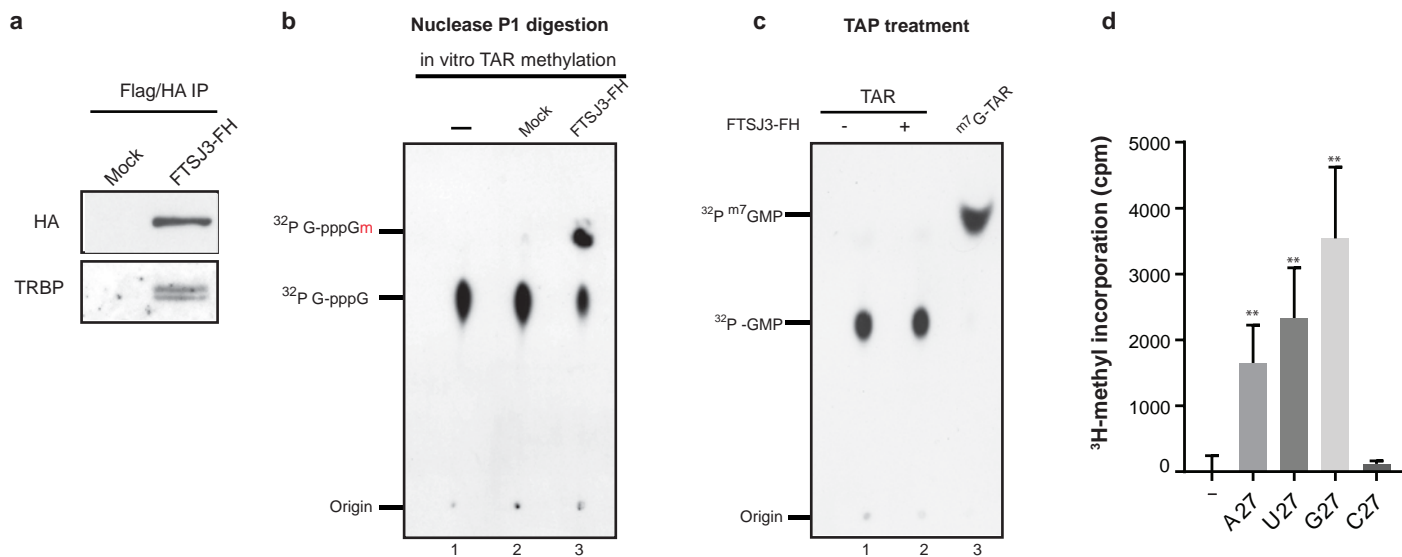 a
Flag/HA IP
Mock
FTSJ3-FH
HA
TRBP
b
Nuclease P1 digestion
in vitro TAR methylation
–
Mock
FTSJ3-FH
32P G-pppGm
32P G-pppG
Origin
1 2 3
c
TAP treatment
TAR
m7G-TAR
FTSJ3-FH - +
32P m7GMP
32P -GMP
Origin
1 2 3
d
3H-methyl incorporation (cpm)
5000
4000
3000
2000
1000
0
**
**
**
– A27 U27 G27 C27